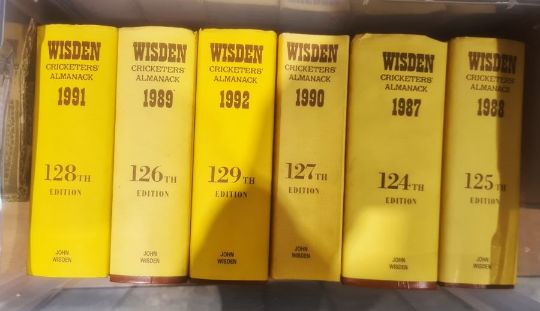 WISDEN
CRICKETERS'
ALMANACK
1991
128TH
EDITION
JOHN
WISDEN
WISDEN
CRICKETERS'
ALMANACK
1989
126TH
EDITION
JOHN
WISDEN
WISDEN
CRICKETERS'
ALMANACK
1992
129TH
EDITION
JOHN
WISDEN
WISDEN
CRICKETERS'
ALMANACK
1990
127TH
EDITION
JOHN
WISDEN
WISDEN
CRICKETERS'
ALMANACK
1987
124TH
EDITION
JOHN
WISDEN
WISDEN
CRICKETERS'
ALMANACK
1988
125TH
EDITION
JOHN
WISDEN